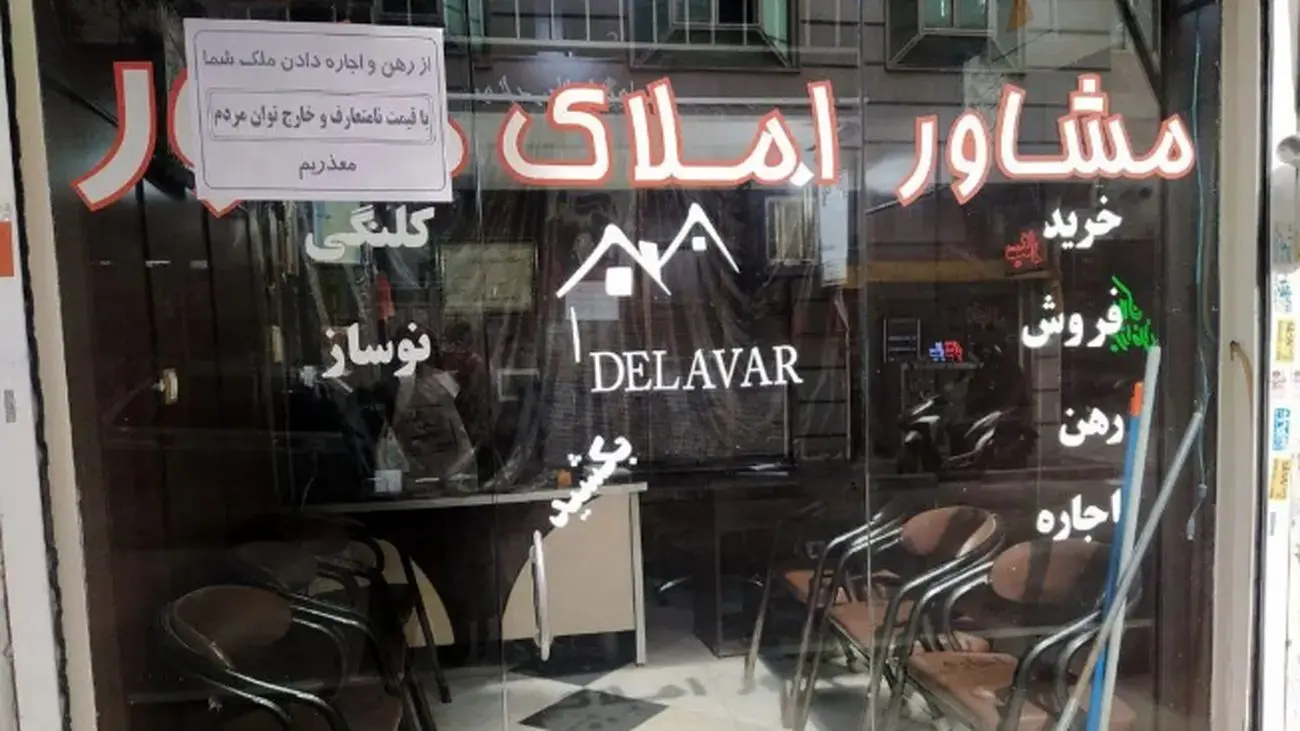 از رهن و اجاره دادن ملک شما
با قیمت نامتعارف و خارج توان مردم
معذریم
مشاور املاک
خرید
فروش
رهن
اجاره
کلنگی
نوساز
DELAVAR
بکشید